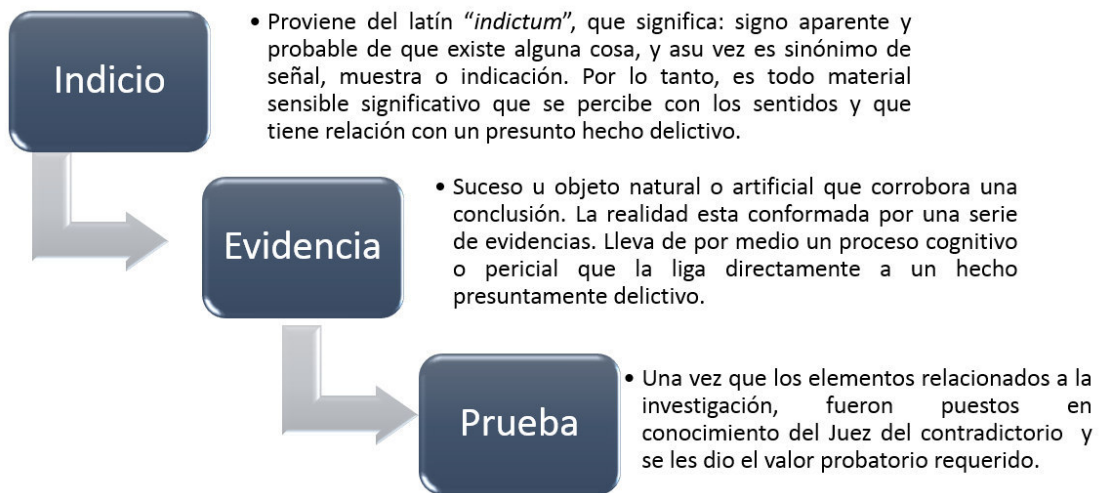 Indicio
• Proviene del latín “indictum”, que significa: signo aparente y
probable de que existe alguna cosa, y asu vez es sinónimo de
señal, muestra o indicación. Por lo tanto, es todo material
sensible significativo que se percibe con los sentidos y que
tiene relación con un presunto hecho delictivo.
Evidencia
• Suceso u objeto natural o artificial que corrobora una
conclusión. La realidad esta conformada por una serie
de evidencias. Lleva de por medio un proceso cognitivo
o pericial que la liga directamente a un hecho
presuntamente delictivo.
Prueba
• Una vez que los elementos relacionados a la
investigación, fueron puestos en
conocimiento del Juez del contradictorio y
se les dio el valor probatorio requerido.